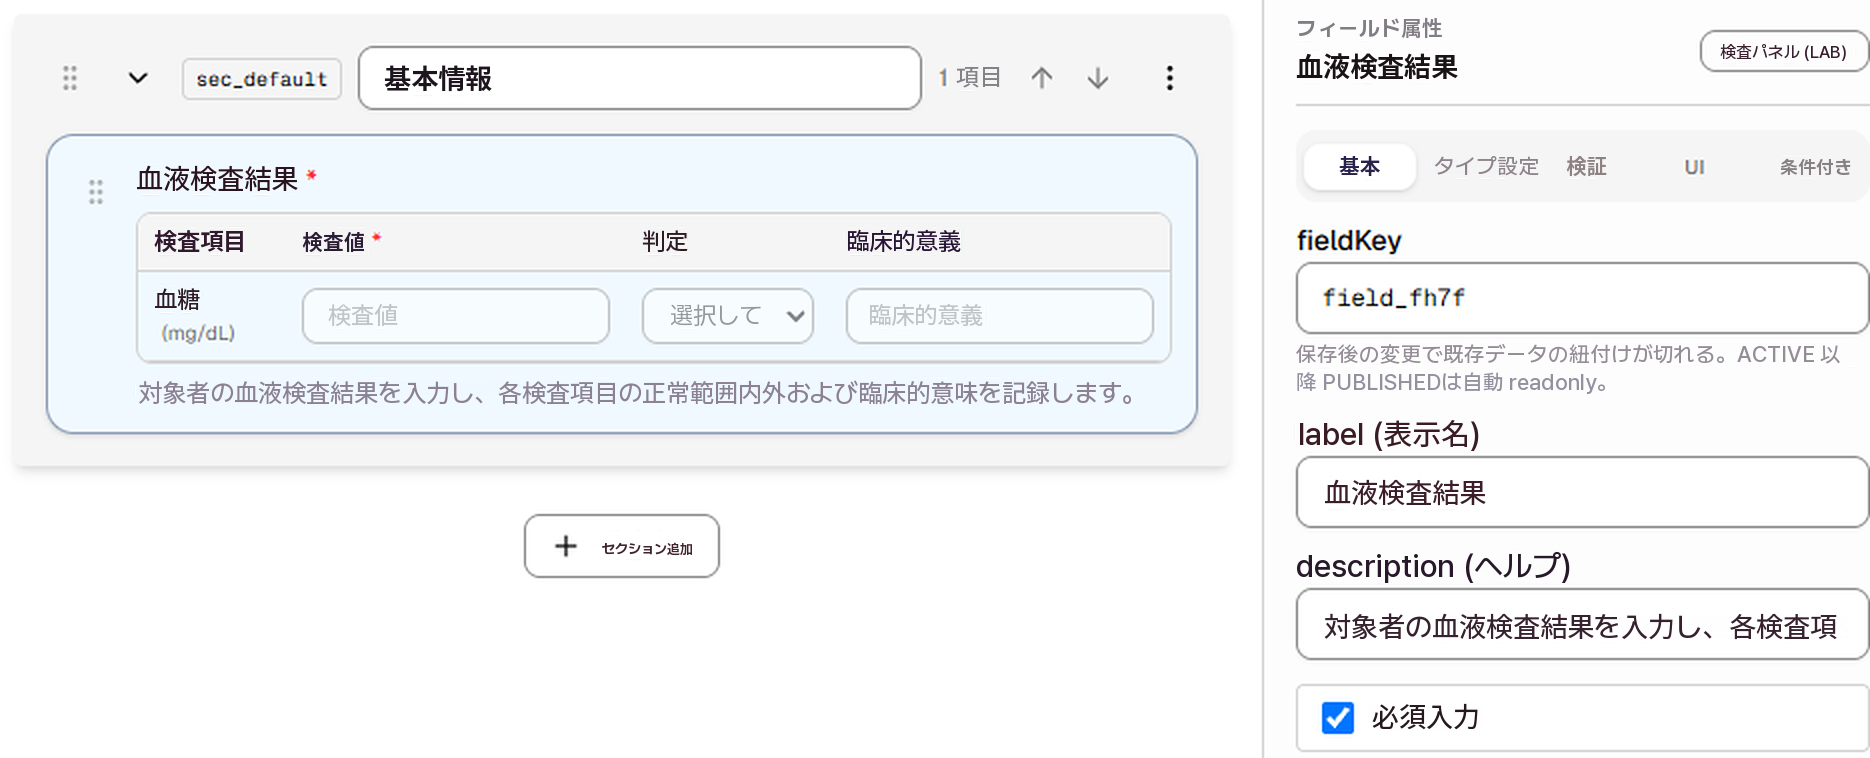 sec_default
基本情報
1 項目
血液検査結果 *
検査項目 検査値 * 判定 臨床的意義
血糖
(mg/dL)
検査値 選択して 臨床的意義
対象者の血液検査結果を入力し、各検査項目の正常範囲内外および臨床的意味を記録します。
セクション追加
フィールド属性
血液検査結果
検査パネル (LAB)
基本 タイプ設定 検証 UI 条件付き
fieldKey
field_fh7f
保存後の変更で既存データの紐付けが切れる。ACTIVE 以
降 PUBLISHEDは自動 readonly。
label (表示名)
血液検査結果
description (ヘルプ)
対象者の血液検査結果を入力し、各検査項
必須入力